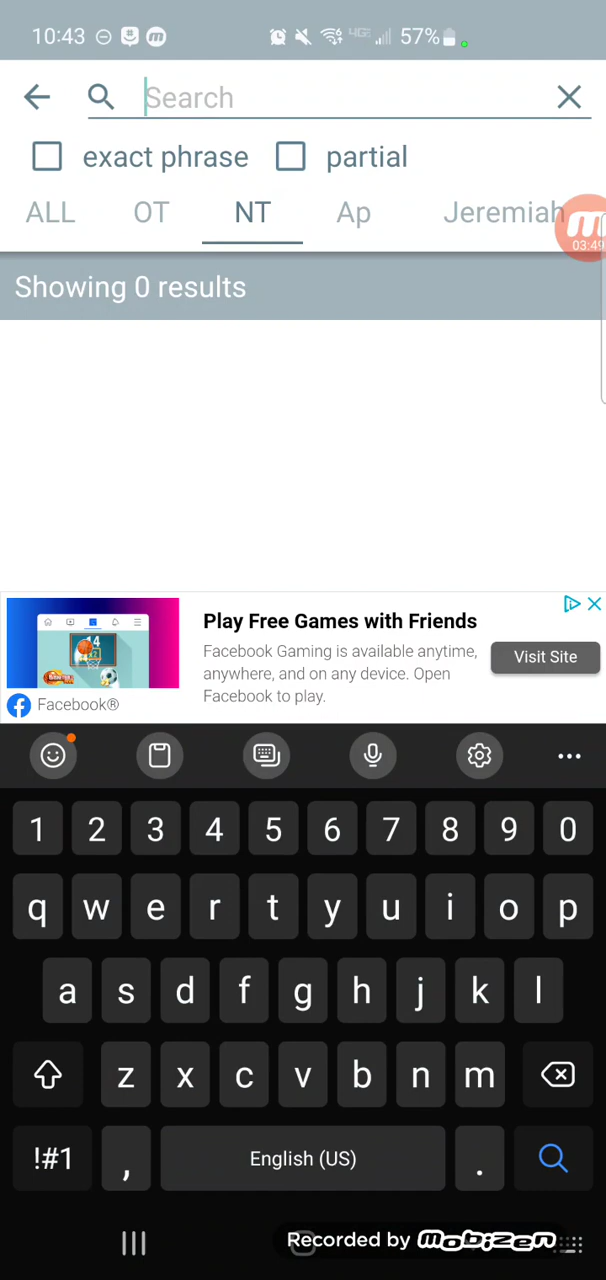 10:43 57%
Search
exact phrase partial
ALL OT NT Ap Jeremiah
03:49
Showing 0 results
Play Free Games with Friends
Facebook Gaming is available anytime,
anywhere, and on any device. Open
Facebook to play.
Visit Site
Facebook®
1 2 3 4 5 6 7 8 9 0
q w e r t y u i o p
a s d f g h j k l
z x c v b n m
!#1 , English (US) .
Recorded by mobizen